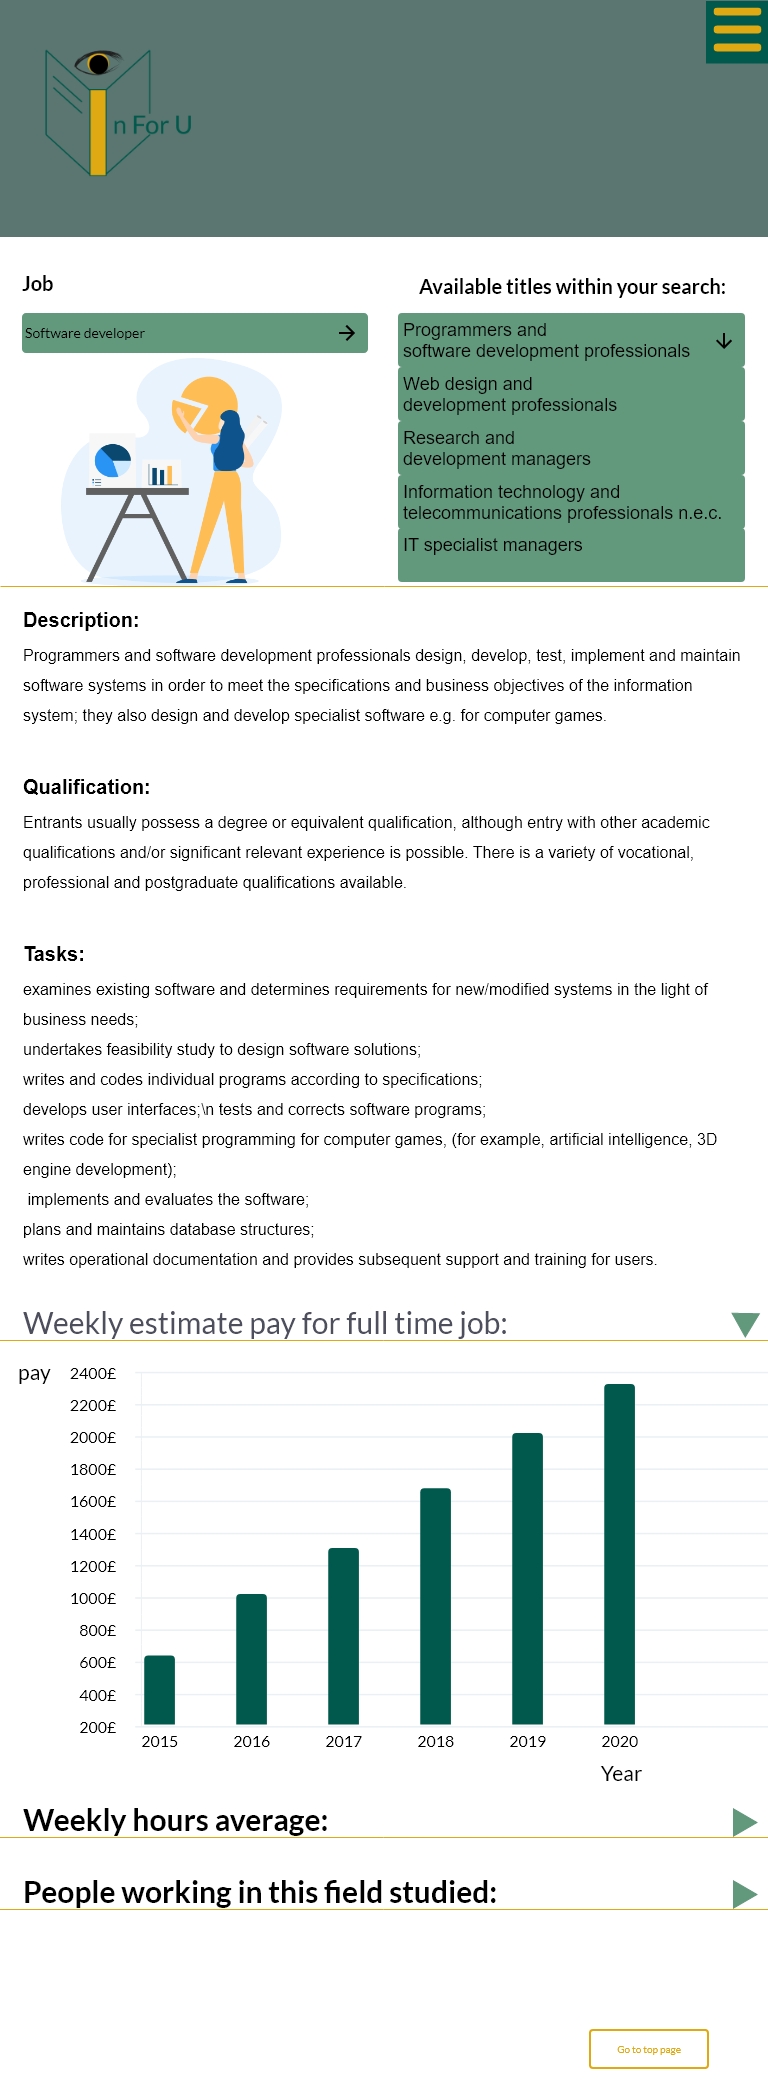 n For U
Job
Available titles within your search:
Software developer
Programmers and
software development professionals
Web design and
development professionals
Research and
development managers
Information technology and
telecommunications professionals n.e.c.
IT specialist managers
Description:
Programmers and software development professionals design, develop, test, implement and maintain
software systems in order to meet the specifications and business objectives of the information
system; they also design and develop specialist software e.g. for computer games.
Qualification:
Entrants usually possess a degree or equivalent qualification, although entry with other academic
qualifications and/or significant relevant experience is possible. There is a variety of vocational,
professional and postgraduate qualifications available.
Tasks:
examines existing software and determines requirements for new/modified systems in the light of
business needs;
undertakes feasibility study to design software solutions;
writes and codes individual programs according to specifications;
develops user interfaces;\n tests and corrects software programs;
writes code for specialist programming for computer games, (for example, artificial intelligence, 3D
engine development);
implements and evaluates the software;
plans and maintains database structures;
writes operational documentation and provides subsequent support and training for users.
Weekly estimate pay for full time job:
pay
2400£
2200£
2000£
1800£
1600£
1400£
1200£
1000£
800£
600£
400£
200£
2015 2016 2017 2018 2019 2020
Year
Weekly hours average:
People working in this field studied:
Go to top page